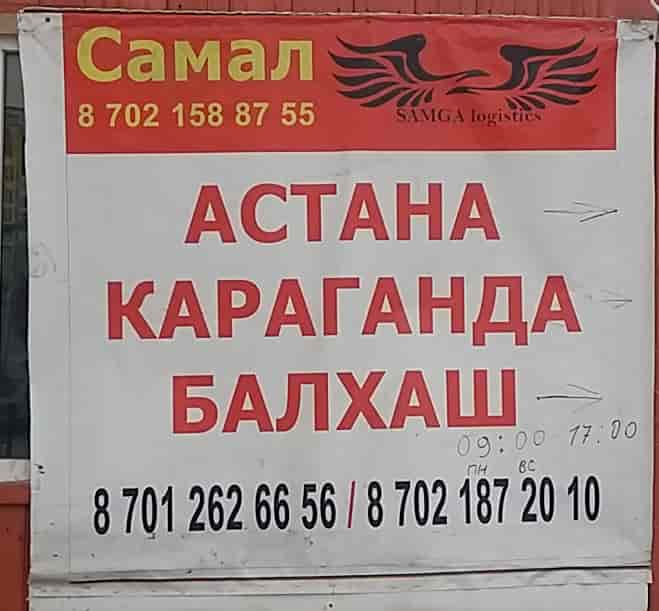 Самал
8 702 158 87 55
SAMGA logistics
АСТАНА
КАРАГАНДА
БАЛХАШ
09:00-17:00
ПН ВС
8 701 262 66 56 / 8 702 187 20 10